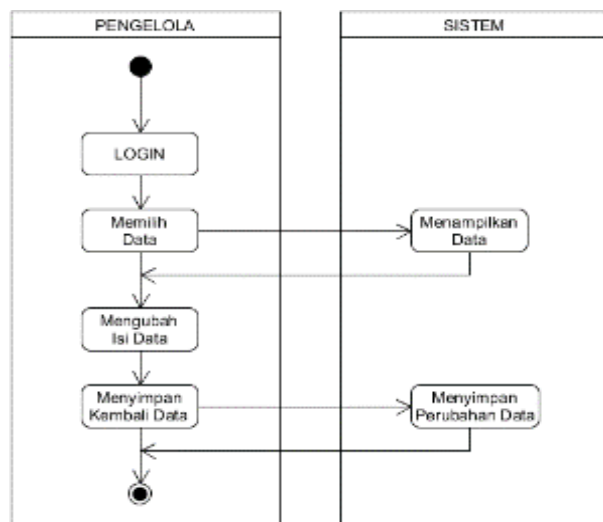 PENGELOLA
SISTEM
LOGIN
Memilih
Data
Menampilkan
Data
Mengubah
Isi Data
Menyimpan
Kembali Data
Menyimpan
Perubahan Data